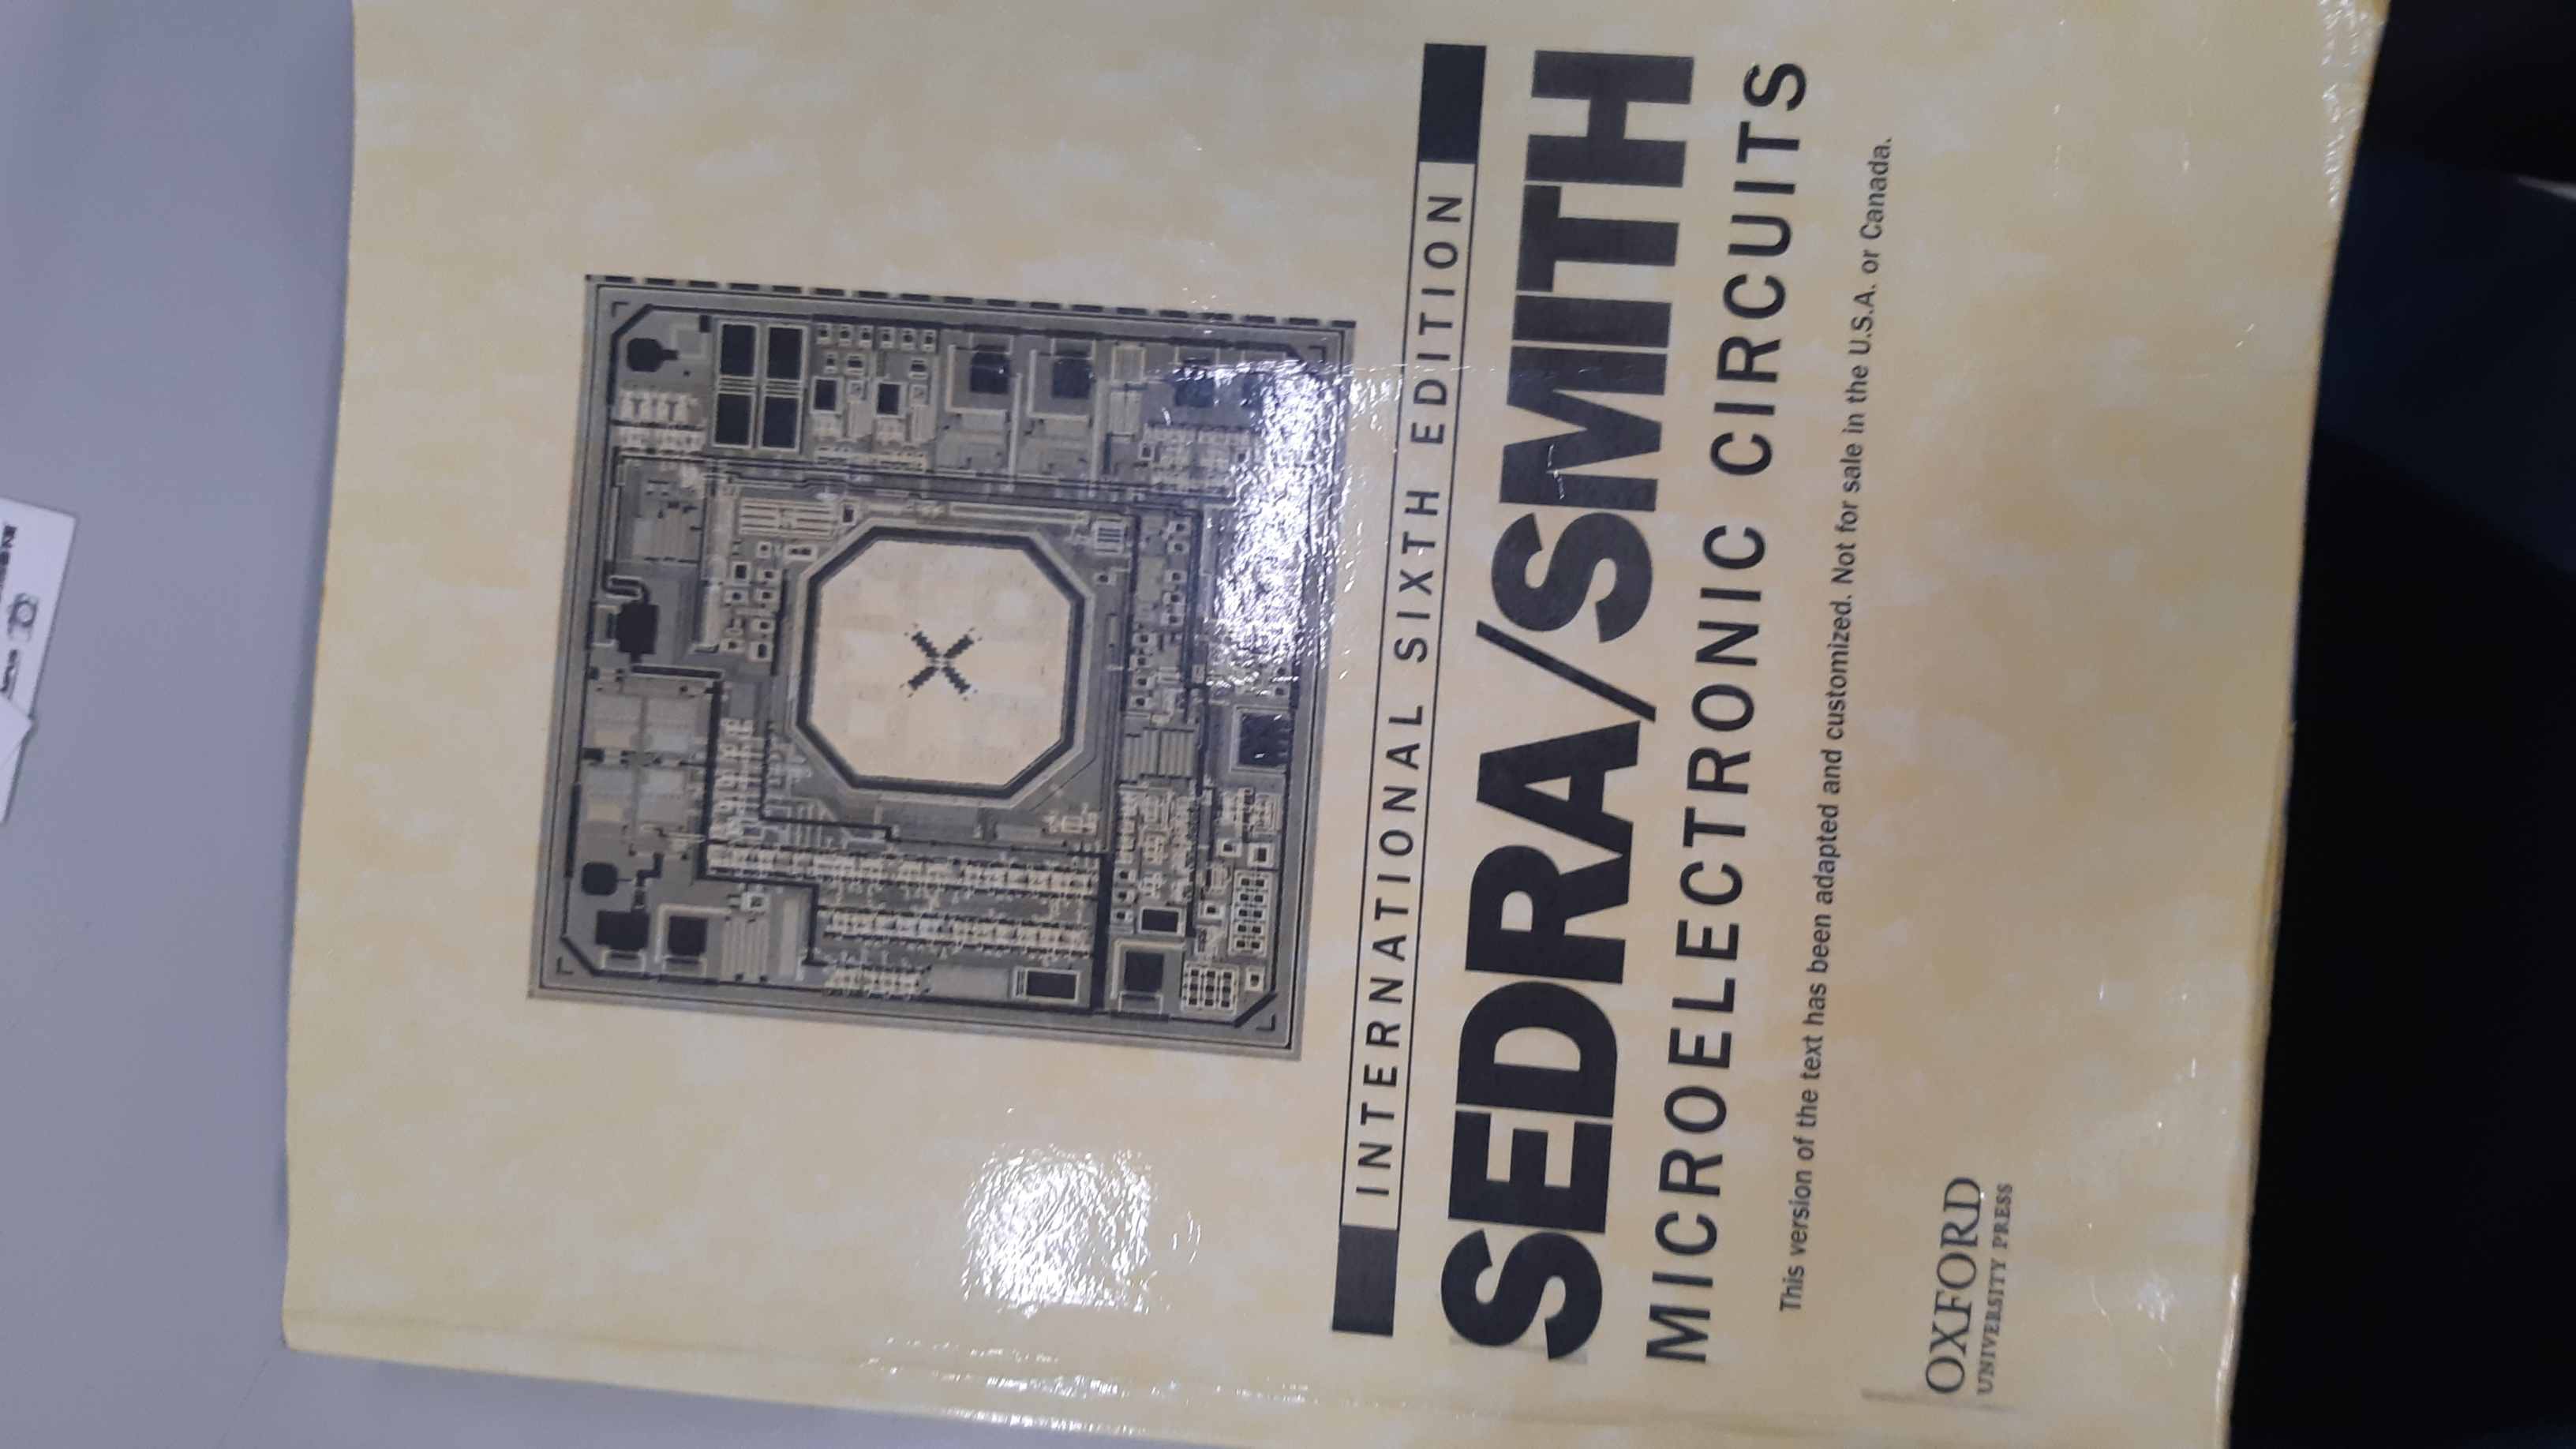 INTERNATIONAL SIXTH EDITION
SEDRA/SMITH
MICROELECTRONIC CIRCUITS
This version of the text has been adapted and customized. Not for sale in the U.S.A. or Canada.
OXFORD
UNIVERSITY PRESS